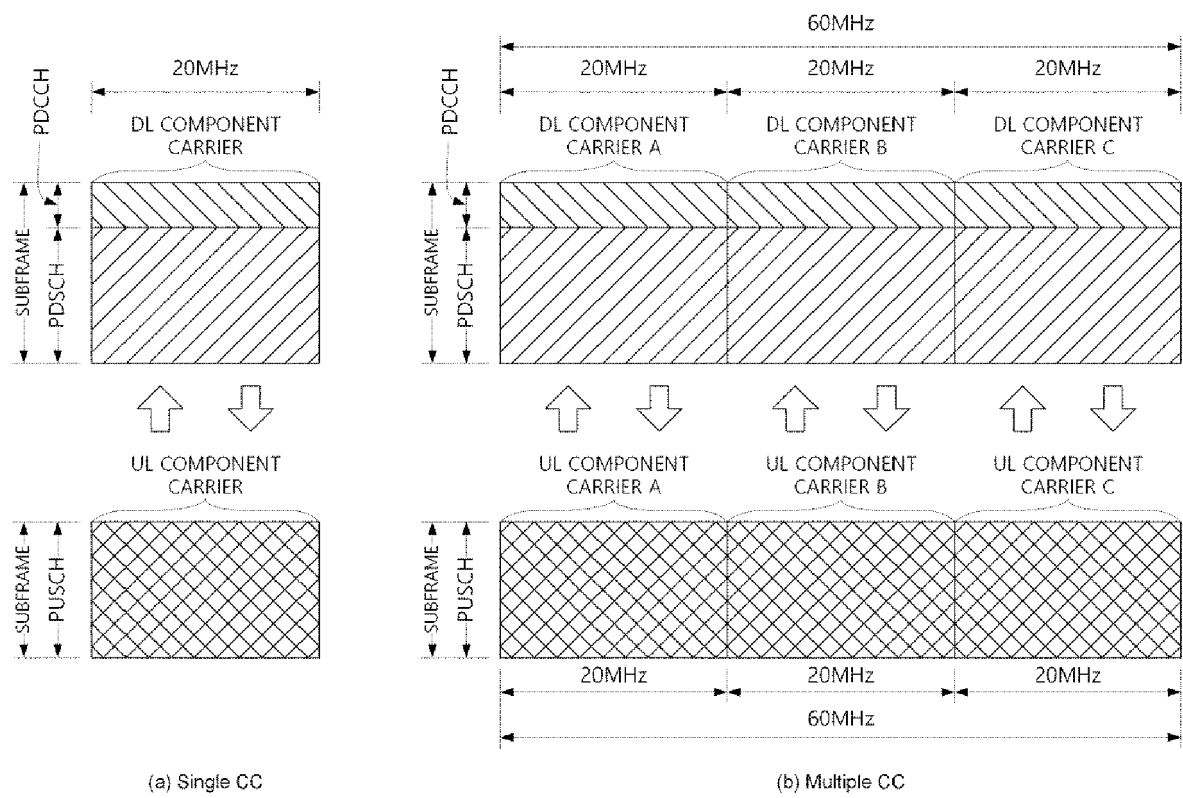 60MHz
20MHz
20MHz
20MHz
20MHz
PDCCH
DL COMPONENT
CARRIER
DL COMPONENT
CARRIER A
DL COMPONENT
CARRIER B
DL COMPONENT
CARRIER C
SUBFRAME
PDSCH
PDCCH
SUBFRAME
PDSCH
UL COMPONENT
CARRIER
UL COMPONENT
CARRIER A
UL COMPONENT
CARRIER B
UL COMPONENT
CARRIER C
SUBFRAME
PUSCH
SUBFRAME
PUSCH
20MHz
20MHz
20MHz
60MHz
(a) Single CC
(b) Multiple CC